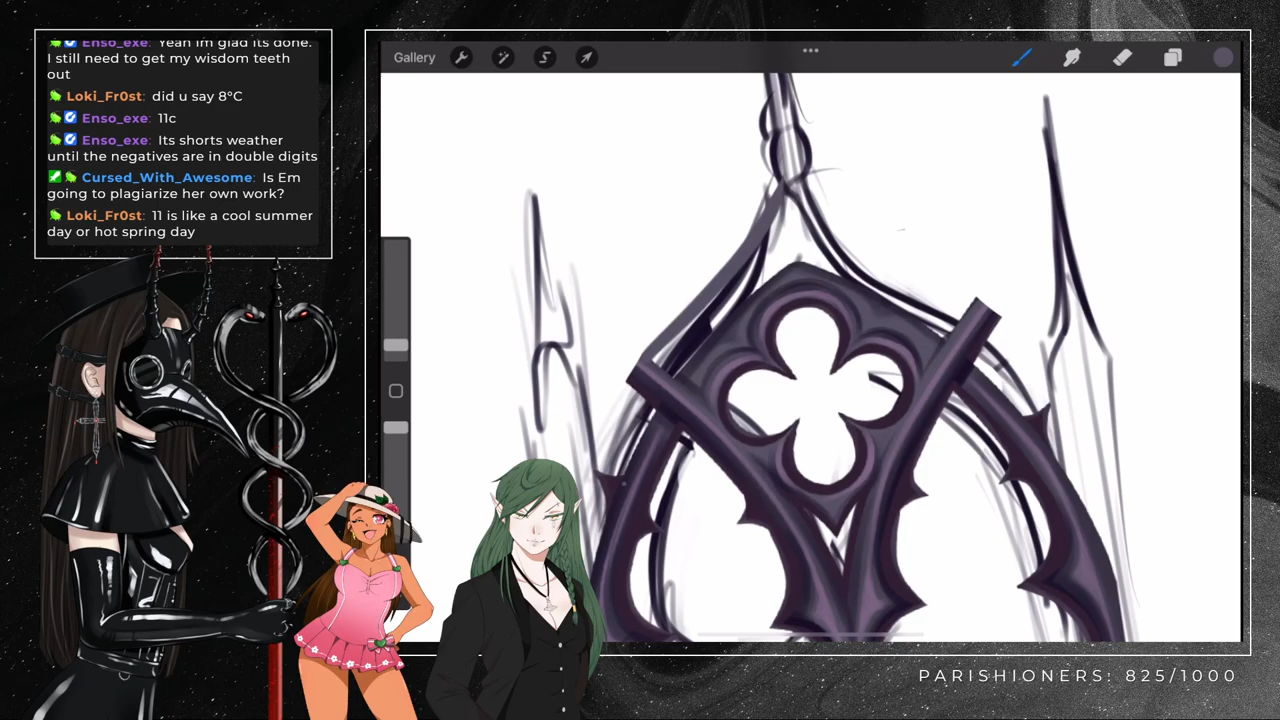 Enso_exe: Yeah im glad its done.
I still need to get my wisdom teeth
out
Loki_Fr0st: did u say 8°C
Enso_exe: 11c
Enso_exe: Its shorts weather
until the negatives are in double digits
Cursed_With_Awesome: Is Em
going to plagiarize her own work?
Loki_Fr0st: 11 is like a cool summer
day or hot spring day
Gallery
PARISHIONERS: 825/1000